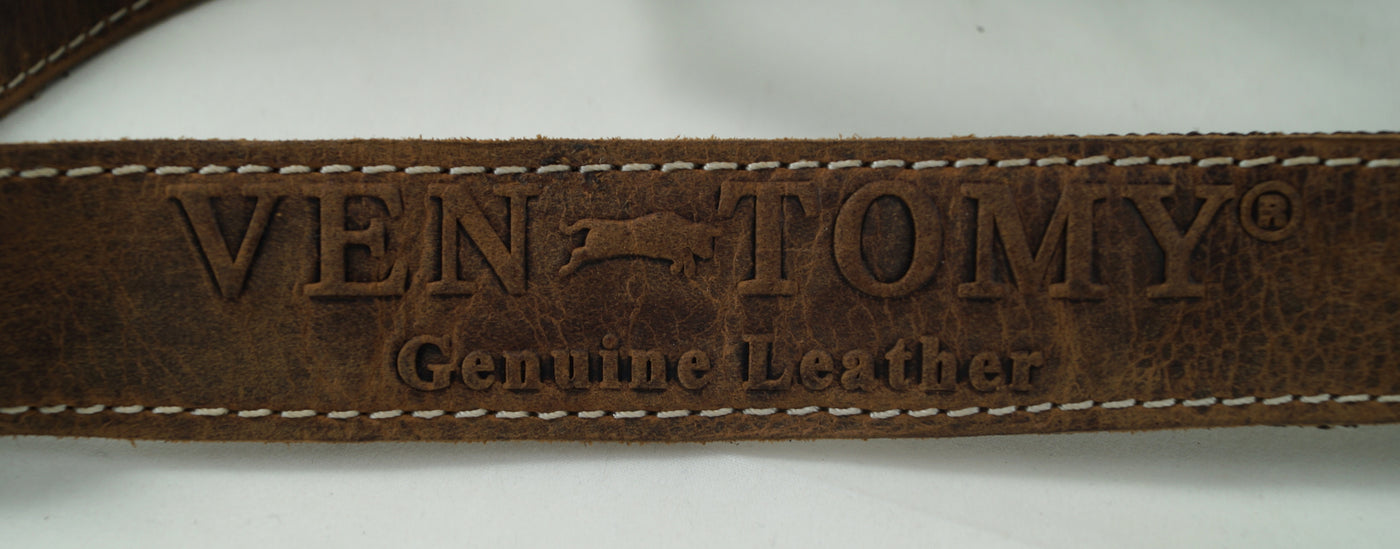 VEN TOMY®
Genuine Leather